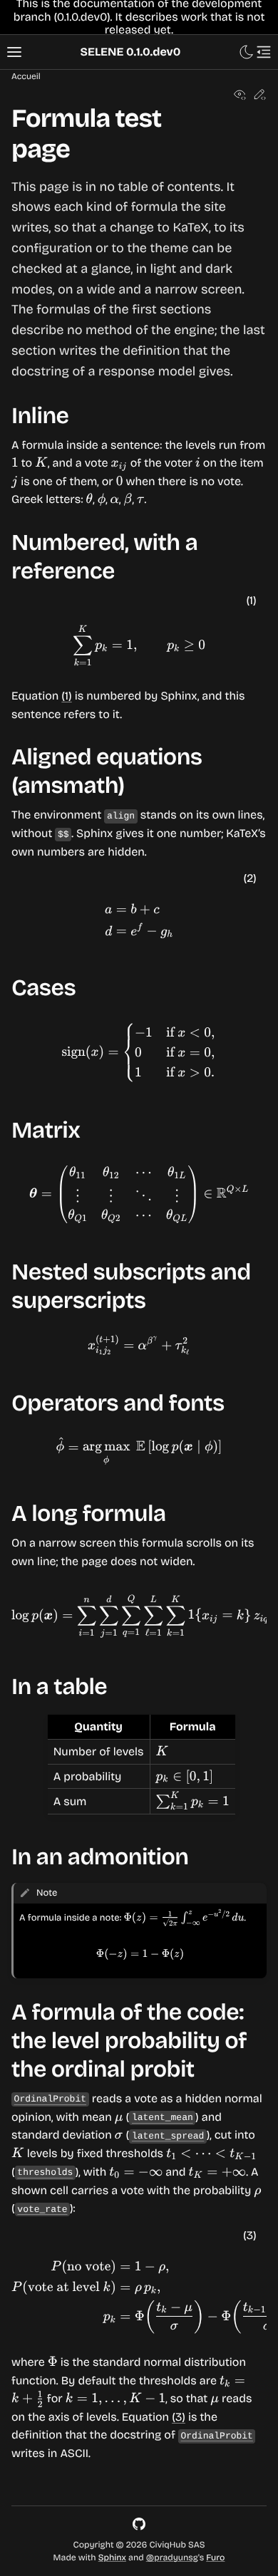 This is the documentation of the development
branch (0.1.0.dev0). It describes work that is not
released yet.
SELENE 0.1.0.dev0
Accueil
Formula test
page
This page is in no table of contents. It
shows each kind of formula the site
writes, so that a change to KaTeX, to its
configuration or to the theme can be
checked at a glance, in light and dark
modes, on a wide and a narrow screen.
The formulas of the first sections
describe no method of the engine; the last
section writes the definition that the
docstring of a response model gives.
Inline
A formula inside a sentence: the levels run from
1 to K, and a vote x_{ij} of the voter i on the item
j is one of them, or 0 when there is no vote.
Greek letters: θ, ϕ, α, β, τ.
Numbered, with a
reference
(1)
∑_{k=1}^{K} p_k = 1,  p_k ≥ 0
Equation (1) is numbered by Sphinx, and this
sentence refers to it.
Aligned equations
(amsmath)
The environment align stands on its own lines,
without $$. Sphinx gives it one number; KaTeX's
own numbers are hidden.
(2)
a = b + c
d = e^f − g_h
Cases
sign(x) = { −1 if x < 0,
0 if x = 0,
1 if x > 0.
Matrix
θ = ( θ_{11} θ_{12} ⋯ θ_{1L}
⋮ ⋮ ⋱ ⋮
θ_{Q1} θ_{Q2} ⋯ θ_{QL} ) ∈ ℝ^{Q×L}
Nested subscripts and
superscripts
x_{i_1 j_2}^{(t+1)} = α^{β^γ} + τ_{k_ℓ}^2
Operators and fonts
ϕ̂ = arg max_ϕ 𝔼 [log p(x | ϕ)]
A long formula
On a narrow screen this formula scrolls on its
own line; the page does not widen.
log p(x) = ∑_{i=1}^{n} ∑_{j=1}^{d} ∑_{q=1}^{Q} ∑_{ℓ=1}^{L} ∑_{k=1}^{K} 1{x_{ij} = k} z_{iq}
In a table
Quantity Formula
Number of levels K
A probability p_k ∈ [0, 1]
A sum ∑_{k=1}^{K} p_k = 1
In an admonition
Note
A formula inside a note: Φ(z) = \frac{1}{\sqrt{2π}} ∫_{−∞}^{z} e^{−u^2/2} du.
Φ(−z) = 1 − Φ(z)
A formula of the code:
the level probability of
the ordinal probit
OrdinalProbit reads a vote as a hidden normal
opinion, with mean μ (latent_mean) and
standard deviation σ (latent_spread), cut into
K levels by fixed thresholds t_1 < ⋯ < t_{K−1}
(thresholds), with t_0 = −∞ and t_K = +∞. A
shown cell carries a vote with the probability ρ
(vote_rate):
(3)
P(no vote) = 1 − ρ,
P(vote at level k) = ρ p_k,
p_k = Φ(\frac{t_k − μ}{σ}) − Φ(\frac{t_{k−1}}{σ}
where Φ is the standard normal distribution
function. By default the thresholds are t_k =
k + \frac{1}{2} for k = 1, …, K − 1, so that μ reads
on the axis of levels. Equation (3) is the
definition that the docstring of OrdinalProbit
writes in ASCII.
Copyright © 2026 CiviqHub SAS
Made with Sphinx and @pradyunsg's Furo